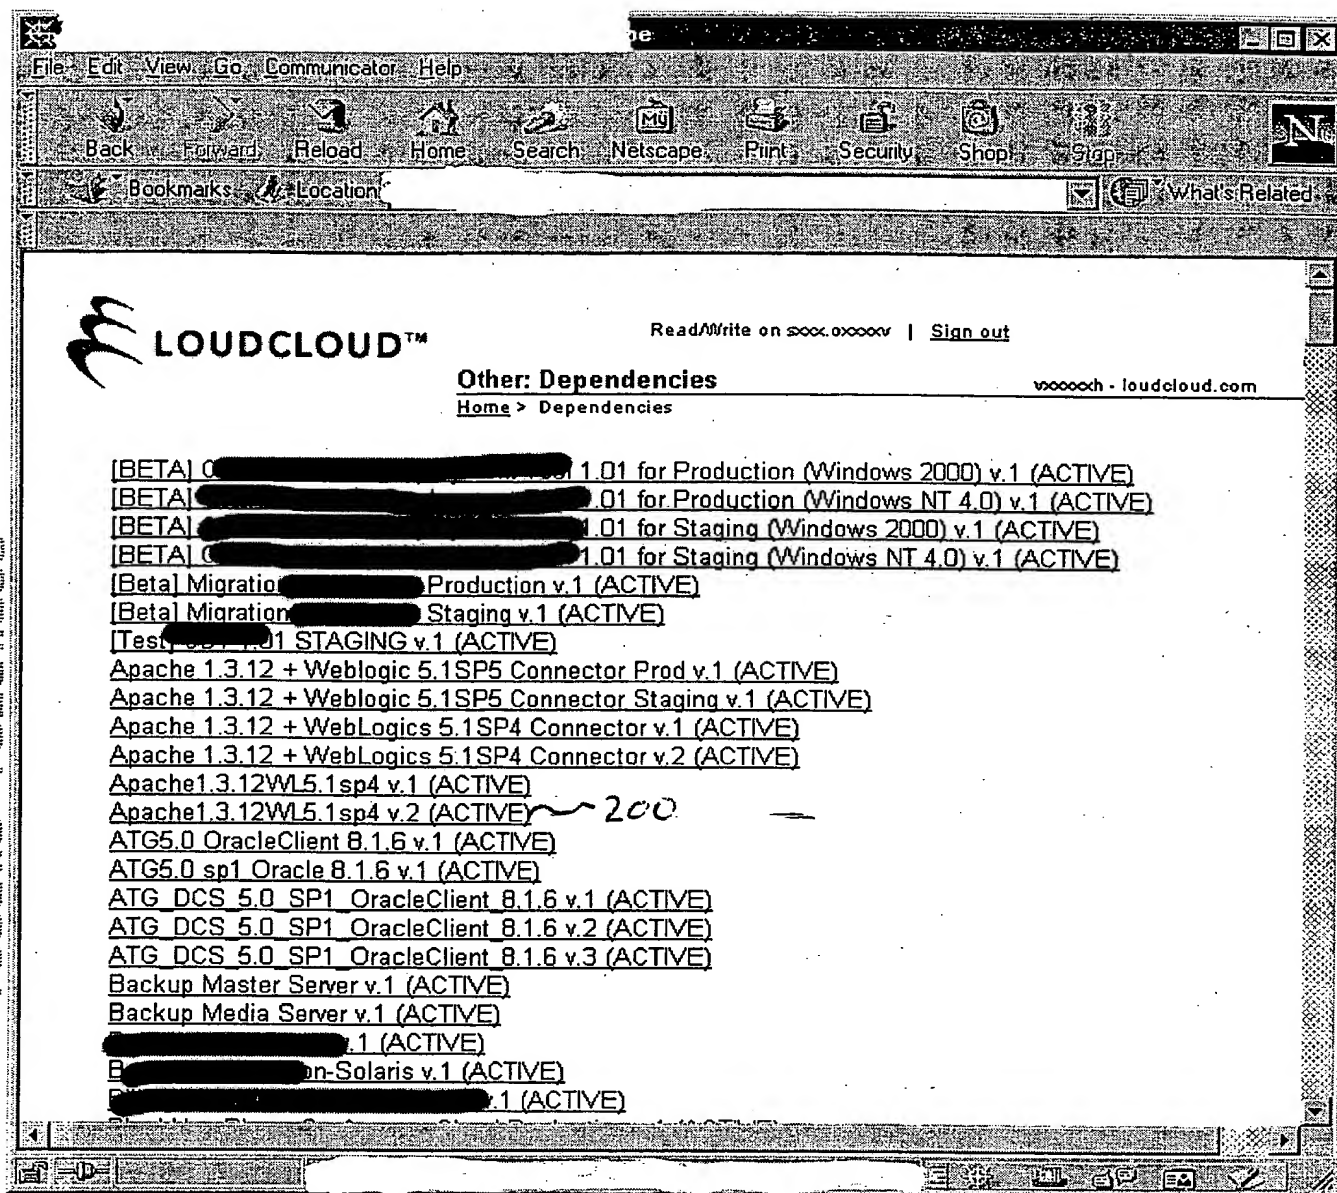 File Edit View Go Communicator Help
Back Forward Reload Home Search Netscape Print Security Shop Stop
My
N
Bookmarks Location What's Related
LOUDCLOUD™
Read/Write on | Sign out
Other: Dependencies
- loudcloud.com
Home > Dependencies
[BETA] 1.01 for Production (Windows 2000) v.1 (ACTIVE)
[BETA] .01 for Production (Windows NT 4.0) v.1 (ACTIVE)
[BETA] 1.01 for Staging (Windows 2000) v.1 (ACTIVE)
[BETA] 1.01 for Staging (Windows NT 4.0) v.1 (ACTIVE)
[Beta] Migration Production v.1 (ACTIVE)
[Beta] Migration Staging v.1 (ACTIVE)
[Test] 01 STAGING v.1 (ACTIVE)
Apache 1.3.12 + Weblogic 5.1SP5 Connector Prod v.1 (ACTIVE)
Apache 1.3.12 + Weblogic 5.1SP5 Connector Staging v.1 (ACTIVE)
Apache 1.3.12 + WebLogics 5.1SP4 Connector v.1 (ACTIVE)
Apache 1.3.12 + WebLogics 5.1SP4 Connector v.2 (ACTIVE)
Apache1.3.12WL5.1sp4 v.1 (ACTIVE)
Apache1.3.12WL5.1sp4 v.2 (ACTIVE) 200
ATG5.0 OracleClient 8.1.6 v.1 (ACTIVE)
ATG5.0 sp1 Oracle 8.1.6 v.1 (ACTIVE)
ATG_DCS_5.0_SP1_OracleClient_8.1.6 v.1 (ACTIVE)
ATG_DCS_5.0_SP1_OracleClient_8.1.6 v.2 (ACTIVE)
ATG_DCS_5.0_SP1_OracleClient_8.1.6 v.3 (ACTIVE)
Backup Master Server v.1 (ACTIVE)
Backup Media Server v.1 (ACTIVE)
.1 (ACTIVE)
on-Solaris v.1 (ACTIVE)
.1 (ACTIVE)